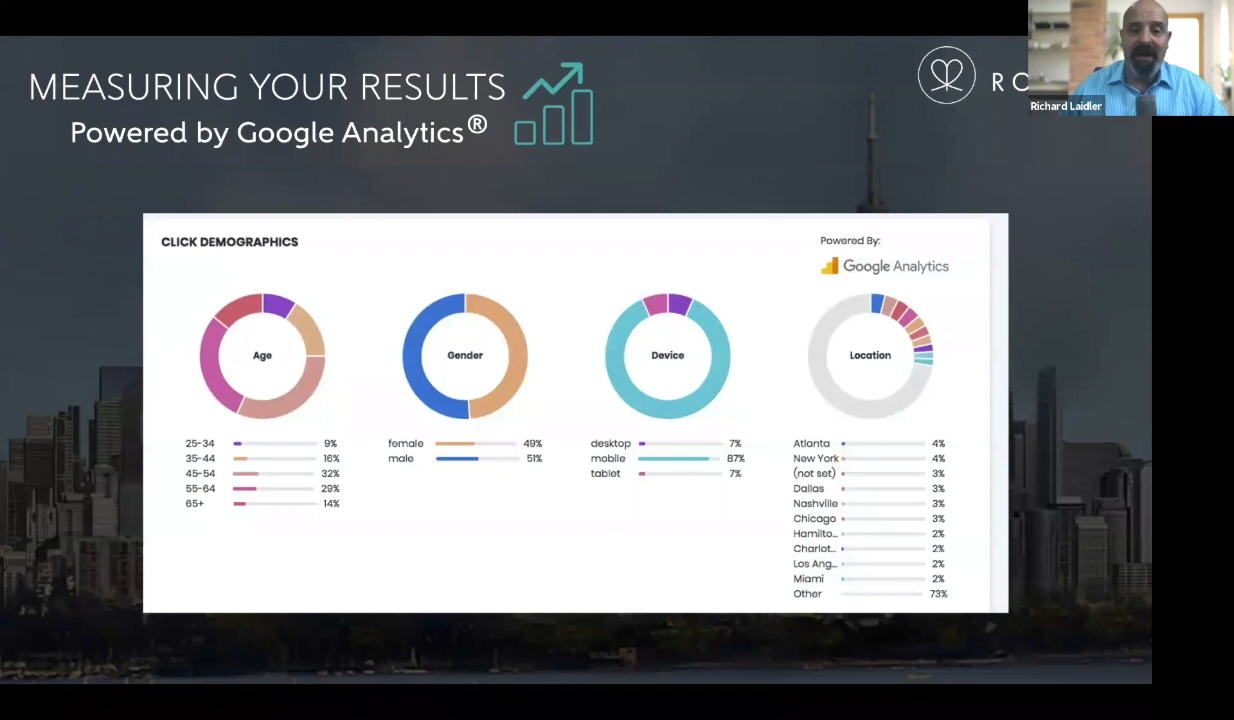 MEASURING YOUR RESULTS
Powered by Google Analytics®
RO
Richard Laidler
CLICK DEMOGRAPHICS
Powered By:
Google Analytics
Age
25-34 9%
35-44 16%
45-54 32%
55-64 29%
65+ 14%
Gender
female 49%
male 51%
Device
desktop 7%
mobile 87%
tablet 7%
Location
Atlanta 4%
New York 4%
(not set) 3%
Dallas 3%
Nashville 3%
Chicago 3%
Hamilto... 2%
Charlot... 2%
Los Ang... 2%
Miami 2%
Other 73%